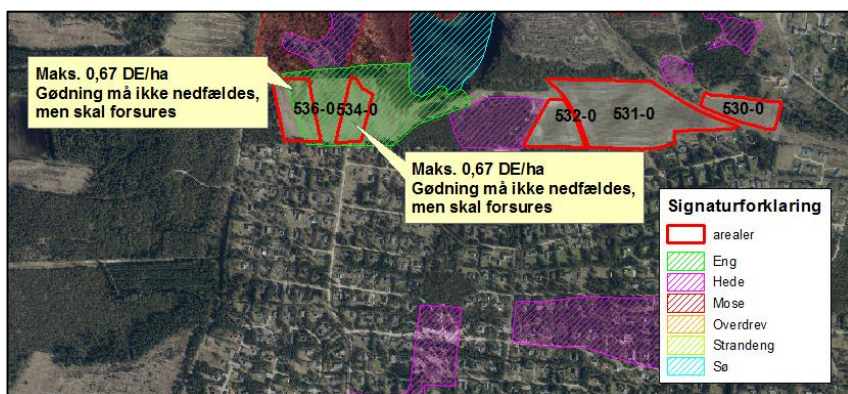 Maks. 0,67 DE/ha
Gødning må ikke nedfældes,
men skal forsures
536-0
534-0
532-0
531-0
530-0
Maks. 0,67 DE/ha
Gødning må ikke nedfældes,
men skal forsures
Signaturforklaring
arealer
Eng
Hede
Mose
Overdrev
Strandeng
Sø